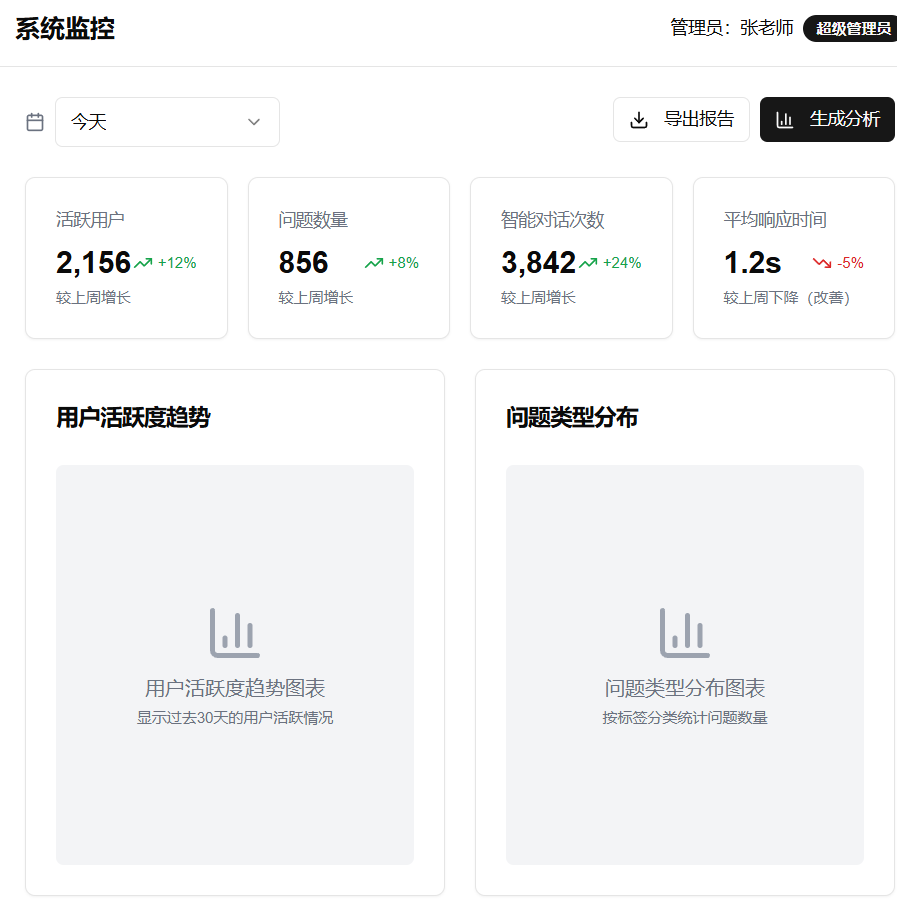 系统监控
管理员：张老师 超级管理员
今天
导出报告
生成分析
活跃用户
2,156 +12%
较上周增长
问题数量
856 +8%
较上周增长
智能对话次数
3,842 +24%
较上周增长
平均响应时间
1.2s -5%
较上周下降（改善）
用户活跃度趋势
用户活跃度趋势图表
显示过去30天的用户活跃情况
问题类型分布
问题类型分布图表
按标签分类统计问题数量